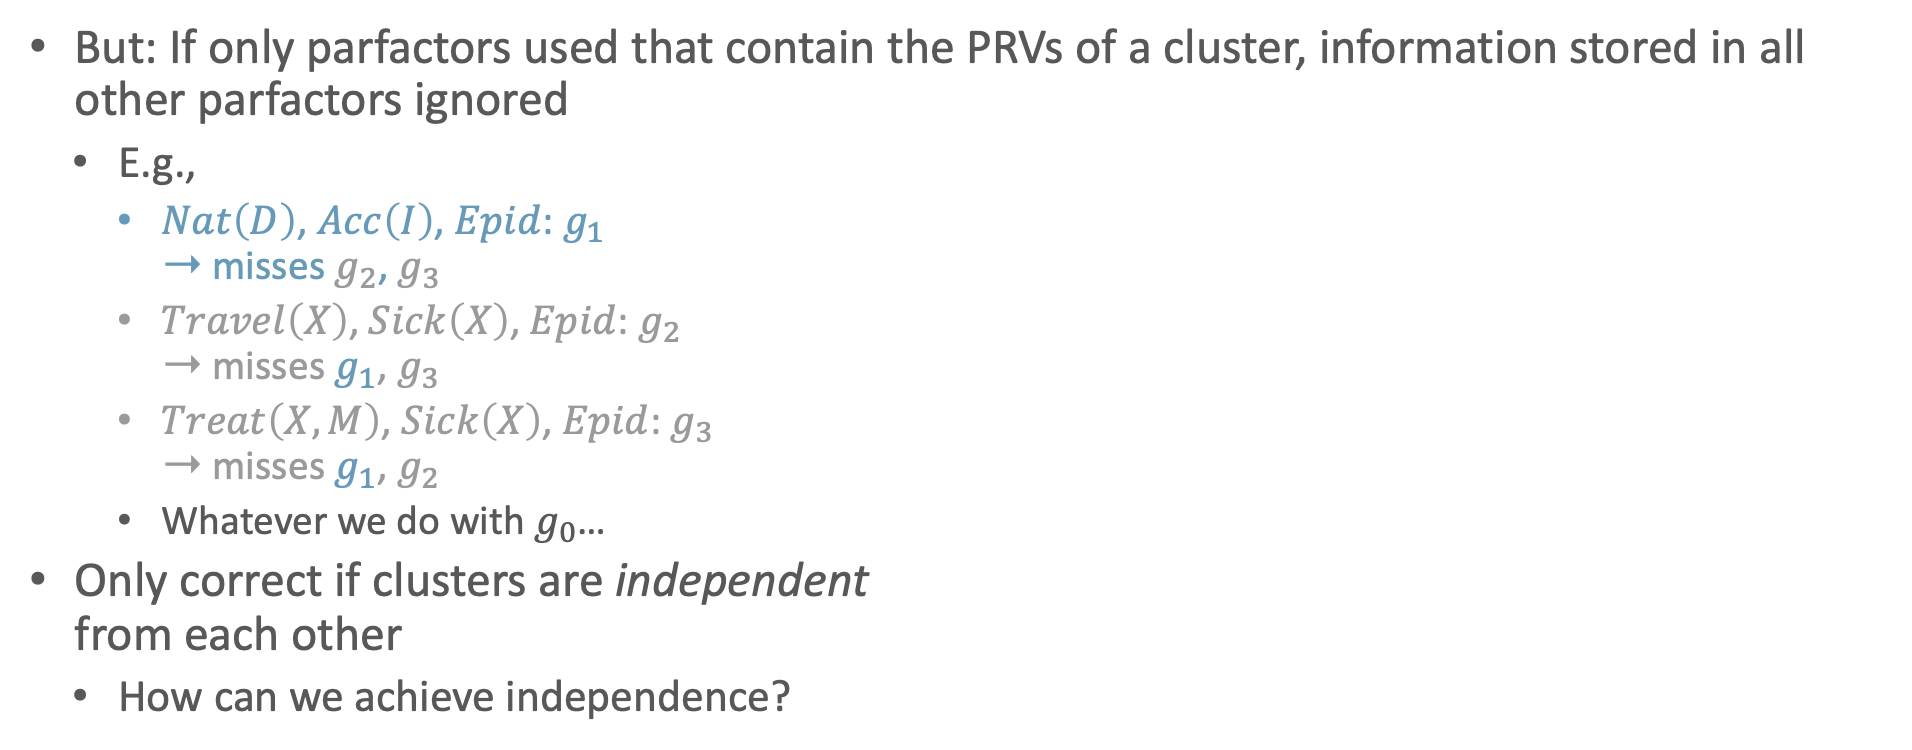 • But: If only parfactors used that contain the PRVs of a cluster, information stored in all
other parfactors ignored
• E.g.,
• Nat(D), Acc(I), Epid: g₁
→ misses g₂, g₃
• Travel(X), Sick(X), Epid: g₂
→ misses g₁, g₃
• Treat(X, M), Sick(X), Epid: g₃
→ misses g₁, g₂
• Whatever we do with g₀...
• Only correct if clusters are independent
from each other
• How can we achieve independence?